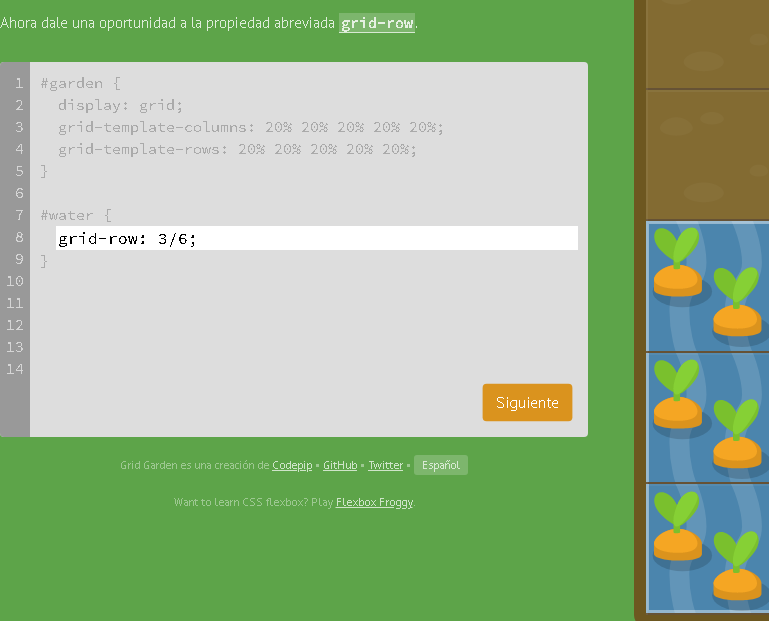 Ahora dale una oportunidad a la propiedad abreviada grid-row.
1 #garden {
2 display: grid;
3 grid-template-columns: 20% 20% 20% 20% 20%;
4 grid-template-rows: 20% 20% 20% 20% 20%;
5 }
6
7 #water {
8 grid-row: 3/6;
9 }
10
11
12
13
14
Siguiente
Grid Garden es una creación de Codepip • GitHub • Twitter • Español
Want to learn CSS flexbox? Play Flexbox Froggy.